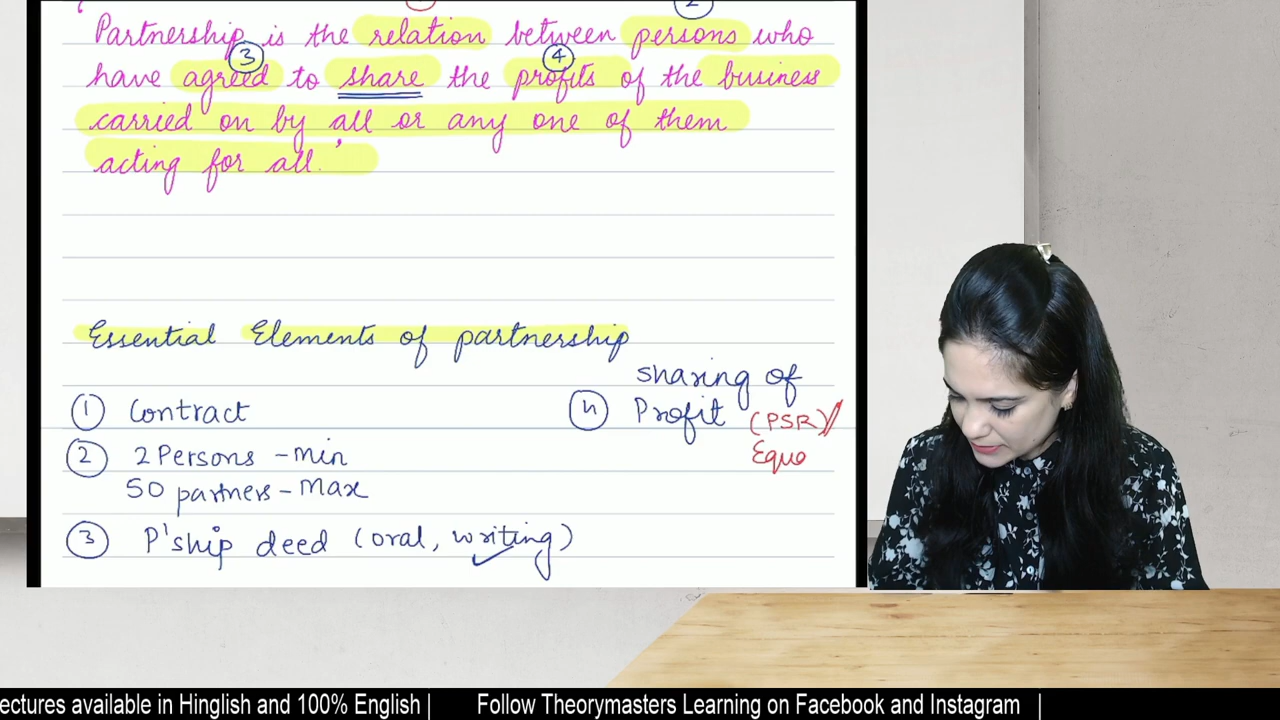 Partnership is the relation between persons who
have agreed to share the profits of the business
carried on by all or any one of them
acting for all.'
2
3
4
Essential Elements of partnership
① Contract
② 2 Persons - min
50 partners - Max
③ P'ship deed (oral, writing)
sharing of
④ Profit (PSR)/
Equa
ectures available in Hinglish and 100% English | Follow Theorymasters Learning on Facebook and Instagram |